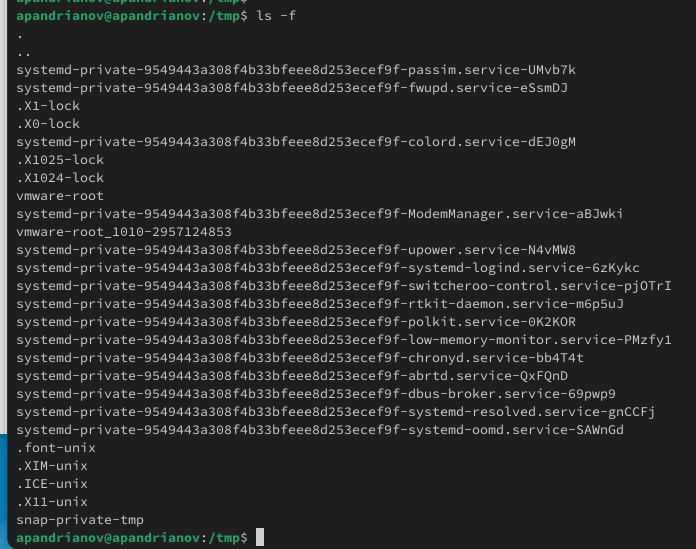 apandrianov@apandrianov:/tmp$ ls -f
.
..
systemd-private-9549443a308f4b33bfeee8d253ecef9f-passim.service-UMvb7k
systemd-private-9549443a308f4b33bfeee8d253ecef9f-fwupd.service-eSsmDJ
.X1-lock
.X0-lock
systemd-private-9549443a308f4b33bfeee8d253ecef9f-colord.service-dEJ0gM
.X1025-lock
.X1024-lock
vmware-root
systemd-private-9549443a308f4b33bfeee8d253ecef9f-ModemManager.service-aBJwki
vmware-root_1010-2957124853
systemd-private-9549443a308f4b33bfeee8d253ecef9f-upower.service-N4vMW8
systemd-private-9549443a308f4b33bfeee8d253ecef9f-systemd-logind.service-6zKykc
systemd-private-9549443a308f4b33bfeee8d253ecef9f-switcheroo-control.service-pjOTrI
systemd-private-9549443a308f4b33bfeee8d253ecef9f-rtkit-daemon.service-m6p5uJ
systemd-private-9549443a308f4b33bfeee8d253ecef9f-polkit.service-0K2KOR
systemd-private-9549443a308f4b33bfeee8d253ecef9f-low-memory-monitor.service-PMzfy1
systemd-private-9549443a308f4b33bfeee8d253ecef9f-chronyd.service-bb4T4t
systemd-private-9549443a308f4b33bfeee8d253ecef9f-abrtd.service-QxFQnD
systemd-private-9549443a308f4b33bfeee8d253ecef9f-dbus-broker.service-69pwp9
systemd-private-9549443a308f4b33bfeee8d253ecef9f-systemd-resolved.service-gnCCFj
systemd-private-9549443a308f4b33bfeee8d253ecef9f-systemd-oomd.service-SAWnGd
.font-unix
.XIM-unix
.ICE-unix
.X11-unix
snap-private-tmp
apandrianov@apandrianov:/tmp$